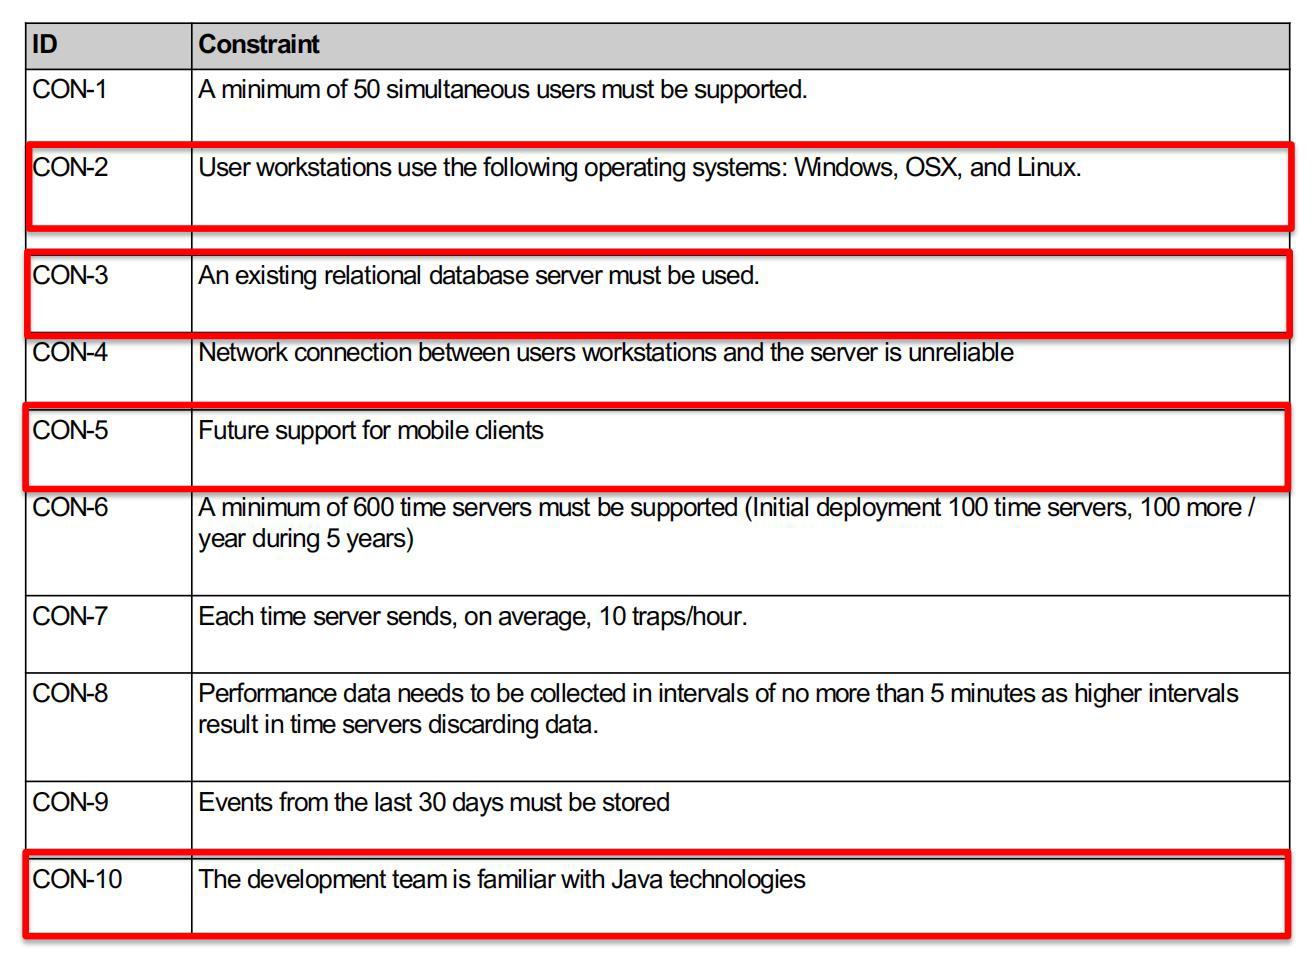 ID Constraint
CON-1 A minimum of 50 simultaneous users must be supported.
CON-2 User workstations use the following operating systems: Windows, OSX, and Linux.
CON-3 An existing relational database server must be used.
CON-4 Network connection between users workstations and the server is unreliable
CON-5 Future support for mobile clients
CON-6 A minimum of 600 time servers must be supported (Initial deployment 100 time servers, 100 more /
year during 5 years)
CON-7 Each time server sends, on average, 10 traps/hour.
CON-8 Performance data needs to be collected in intervals of no more than 5 minutes as higher intervals
result in time servers discarding data.
CON-9 Events from the last 30 days must be stored
CON-10 The development team is familiar with Java technologies